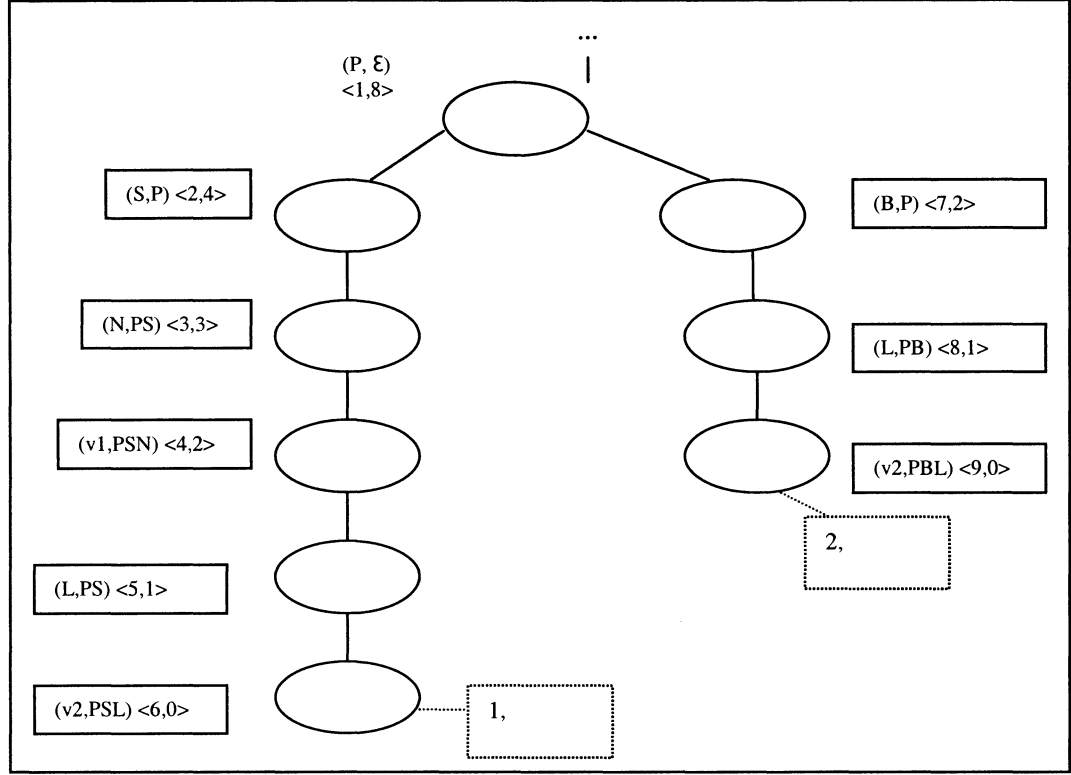 ...
(P, ℇ)
<1,8>
(S,P) <2,4>
(B,P) <7,2>
(N,PS) <3,3>
(L,PB) <8,1>
(v1,PSN) <4,2>
(v2,PBL) <9,0>
2,
(L,PS) <5,1>
(v2,PSL) <6,0>
1,